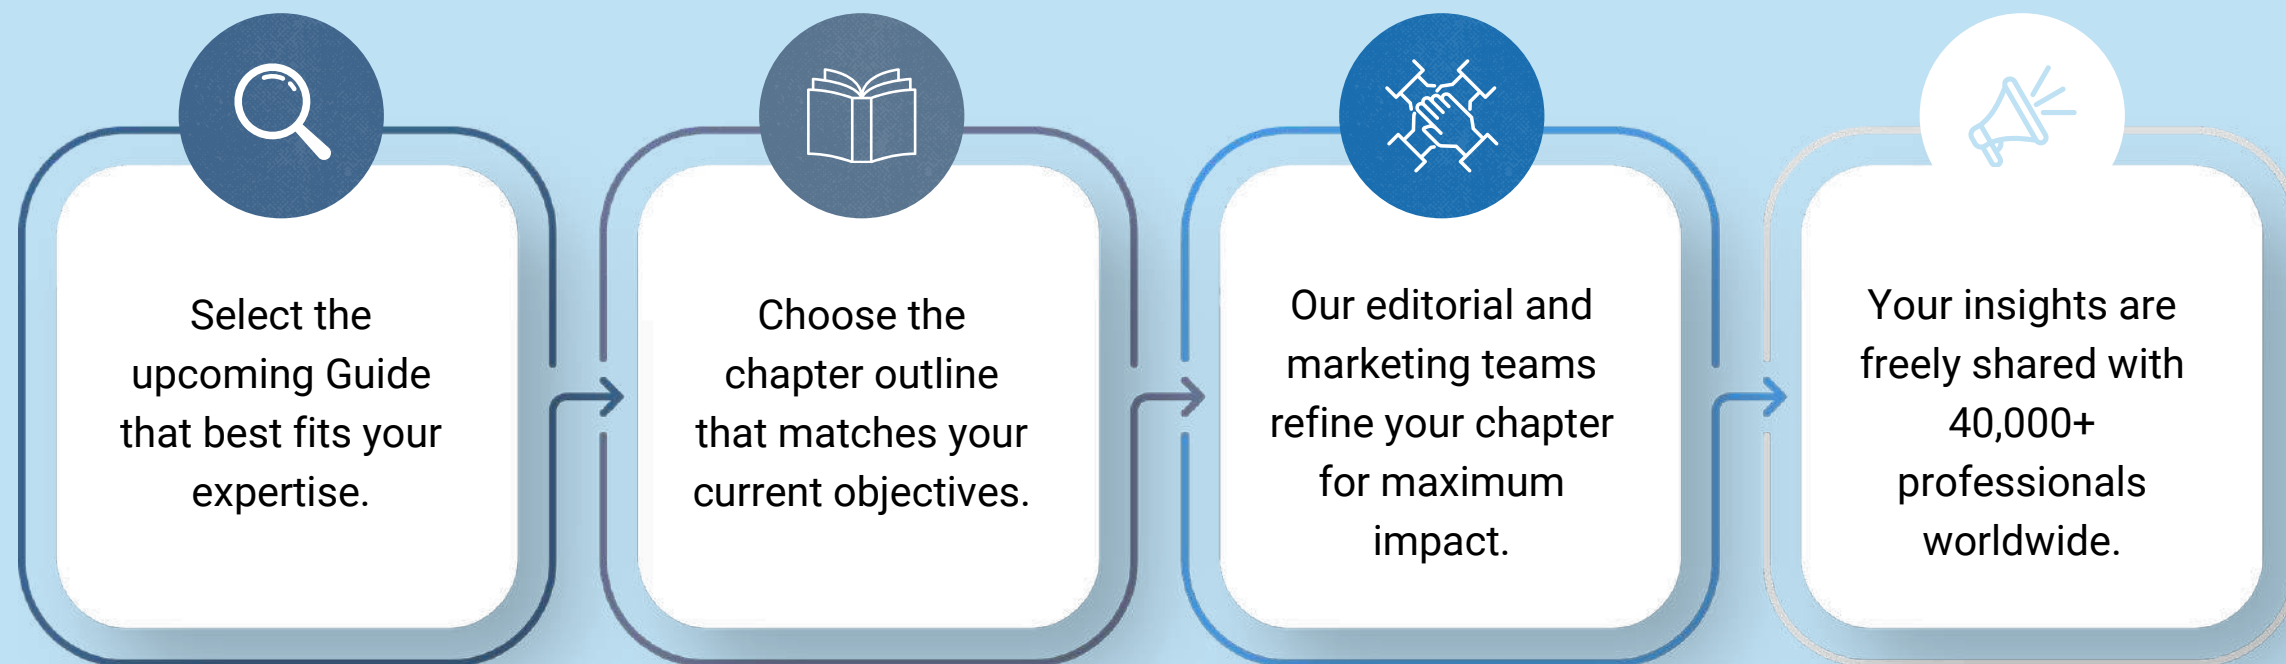 Select the
upcoming Guide
that best fits your
expertise.
Choose the
chapter outline
that matches your
current objectives.
Our editorial and
marketing teams
refine your chapter
for maximum
impact.
Your insights are
freely shared with
40,000+
professionals
worldwide.